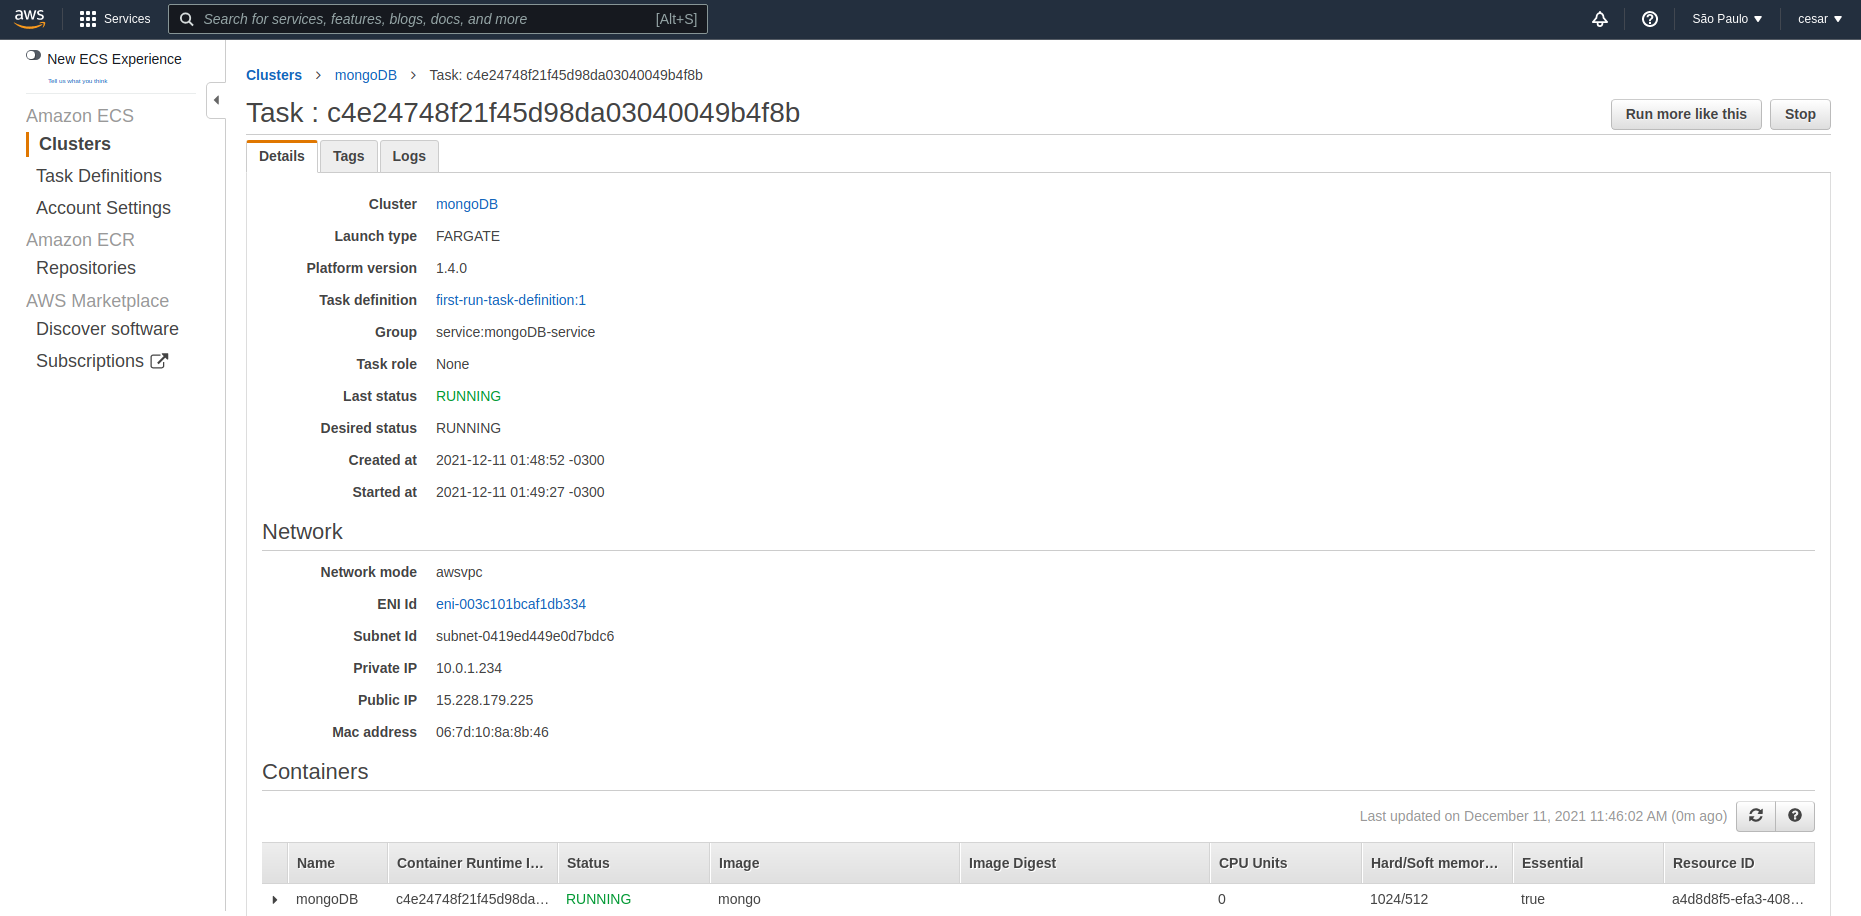 aws
Services
Search for services, features, blogs, docs, and more [Alt+S]
São Paulo
cesar
New ECS Experience
Tell us what you think
Amazon ECS
Clusters
Task Definitions
Account Settings
Amazon ECR
Repositories
AWS Marketplace
Discover software
Subscriptions
Clusters > mongoDB > Task: c4e24748f21f45d98da03040049b4f8b
Task : c4e24748f21f45d98da03040049b4f8b
Run more like this
Stop
Details Tags Logs
Cluster mongoDB
Launch type FARGATE
Platform version 1.4.0
Task definition first-run-task-definition:1
Group service:mongoDB-service
Task role None
Last status RUNNING
Desired status RUNNING
Created at 2021-12-11 01:48:52 -0300
Started at 2021-12-11 01:49:27 -0300
Network
Network mode awsvpc
ENI Id eni-003c101bcaf1db334
Subnet Id subnet-0419ed449e0d7bdc6
Private IP 10.0.1.234
Public IP 15.228.179.225
Mac address 06:7d:10:8a:8b:46
Containers
Last updated on December 11, 2021 11:46:02 AM (0m ago)
Name Container Runtime I... Status Image Image Digest CPU Units Hard/Soft memor... Essential Resource ID
mongoDB c4e24748f21f45d98da... RUNNING mongo 0 1024/512 true a4d8d8f5-efa3-408...